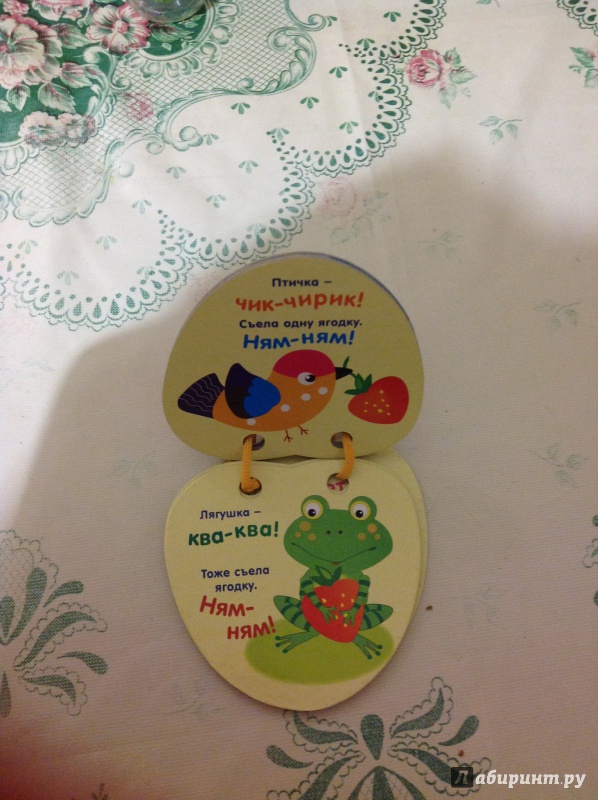 Птичка –
чик-чирик!
Съела одну ягодку.
Ням-ням!
Лягушка –
ква-ква!
Тоже съела
ягодку.
Ням-
ням!
Лабиринт.ру